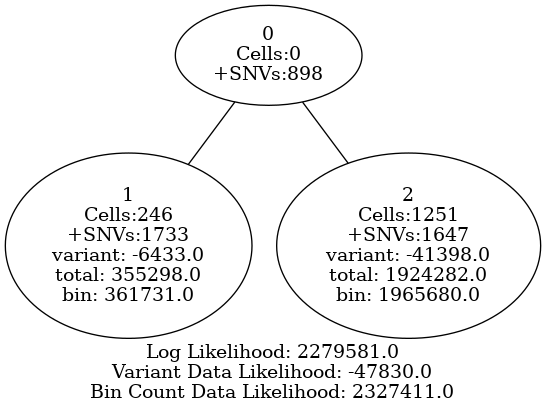 0
Cells:0
+SNVs:898
1
Cells:246
+SNVs:1733
variant: -6433.0
total: 355298.0
bin: 361731.0
2
Cells:1251
+SNVs:1647
variant: -41398.0
total: 1924282.0
bin: 1965680.0
Log Likelihood: 2279581.0
Variant Data Likelihood: -47830.0
Bin Count Data Likelihood: 2327411.0